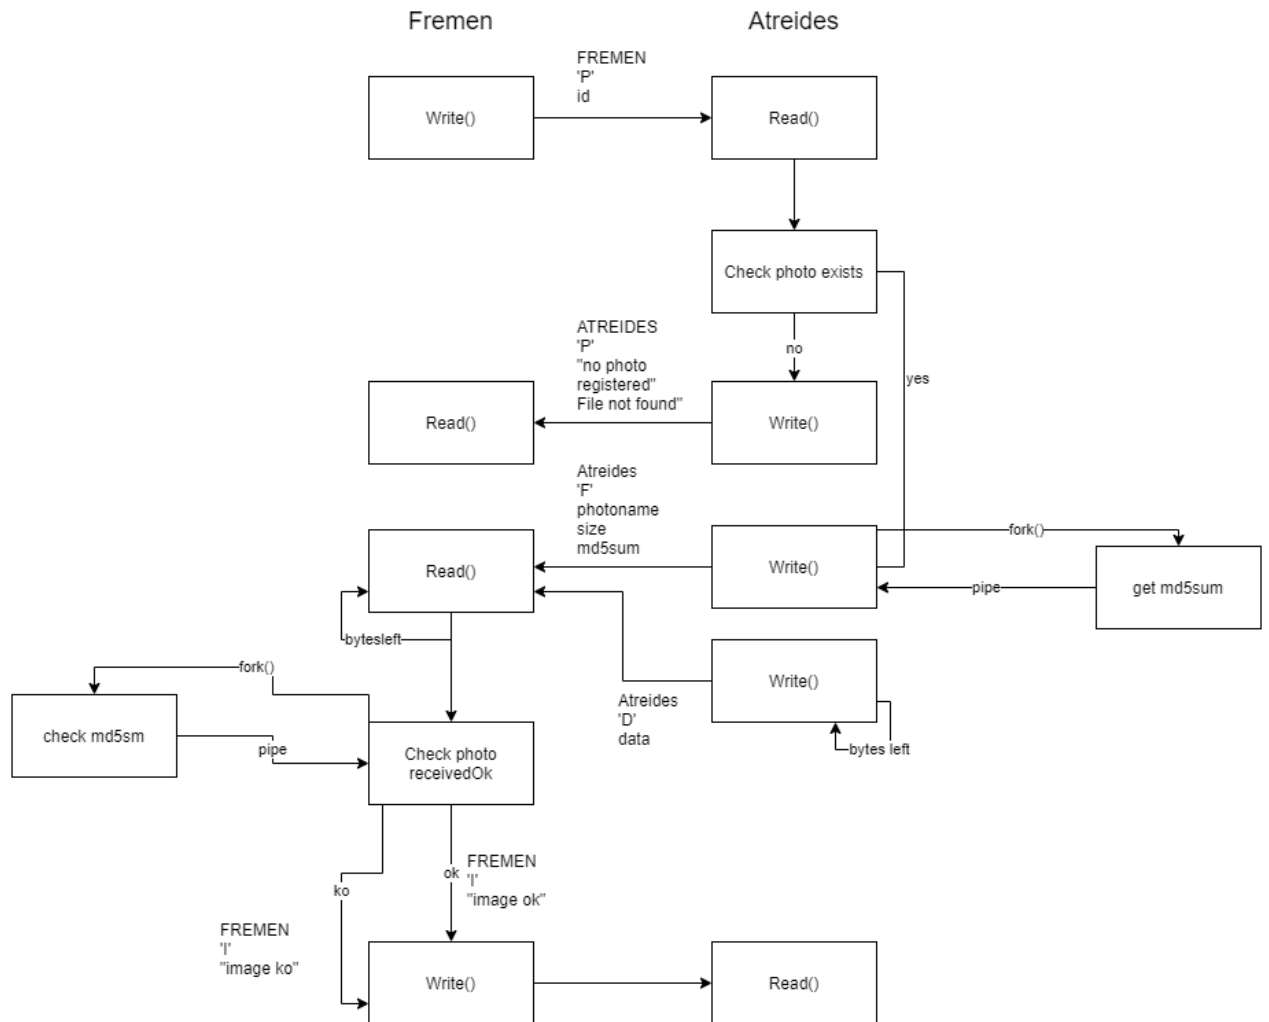 Fremen
Atreides
FREMEN
'P'
id
Write()
Read()
Check photo exists
no
yes
ATREIDES
'P'
"no photo
registered"
File not found"
Read()
Write()
Atreides
'F'
photoname
size
md5sum
Read()
Write()
fork()
pipe
get md5sum
bytesleft
Write()
bytes left
Atreides
'D'
data
fork()
check md5sm
pipe
Check photo
receivedOk
ko
ok
FREMEN
'I'
"image ok"
FREMEN
'I'
"image ko"
Write()
Read()